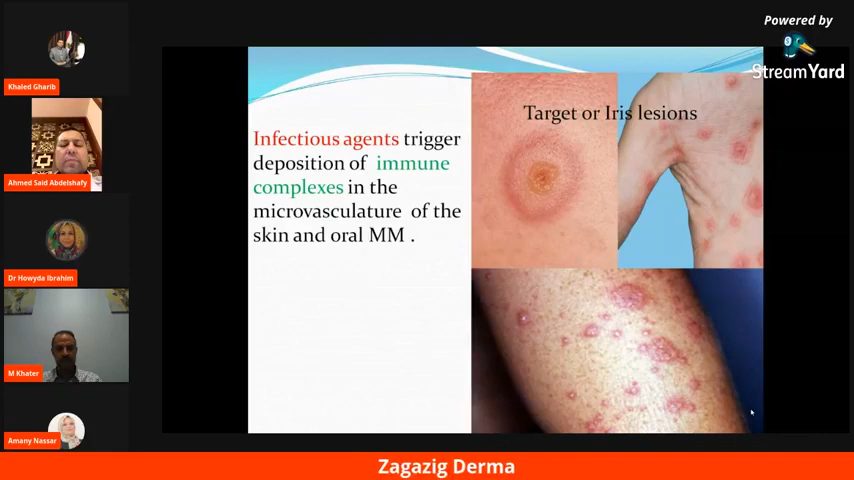 Powered by
StreamYard
Khaled Gharib
Ahmed Said Abdelshafy
Dr Howyda Ibrahim
M Khater
Amany Nassar
Infectious agents trigger
deposition of immune
complexes in the
microvasculature of the
skin and oral MM .
Target or Iris lesions
Zagazig Derma